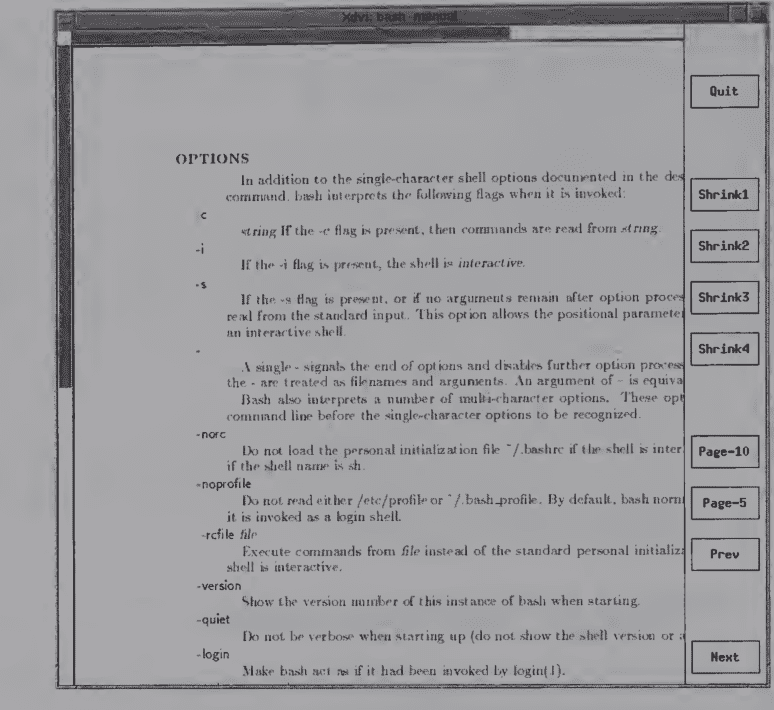 Xdvi: bash manual
Quit
Shrink1
Shrink2
Shrink3
Shrink4
Page-10
Page-5
Prev
Next
OPTIONS
In addition to the single-character shell options documented in the des
command, bash interprets the following flags when it is invoked:
c
string If the -c flag is present, then commands are read from string.
-i
If the -i flag is present, the shell is interactive.
-s
If the -s flag is present, or if no arguments remain after option proces
read from the standard input. This option allows the positional parameter
an interactive shell.
-
A single - signals the end of options and disables further option process
the - are treated as filenames and arguments. An argument of - is equiva
Bash also interprets a number of multi-character options. These opt
command line before the single-character options to be recognized.
-norc
Do not load the personal initialization file ~/.bashrc if the shell is inter
if the shell name is sh.
-noprofile
Do not read either /etc/profile or ~/.bash_profile. By default, bash norm
it is invoked as a login shell.
-rcfile file
Execute commands from file instead of the standard personal initializa
shell is interactive.
-version
Show the version number of this instance of bash when starting.
-quiet
Do not be verbose when starting up (do not show the shell version or a
-login
Make bash act as if it had been invoked by login(1).